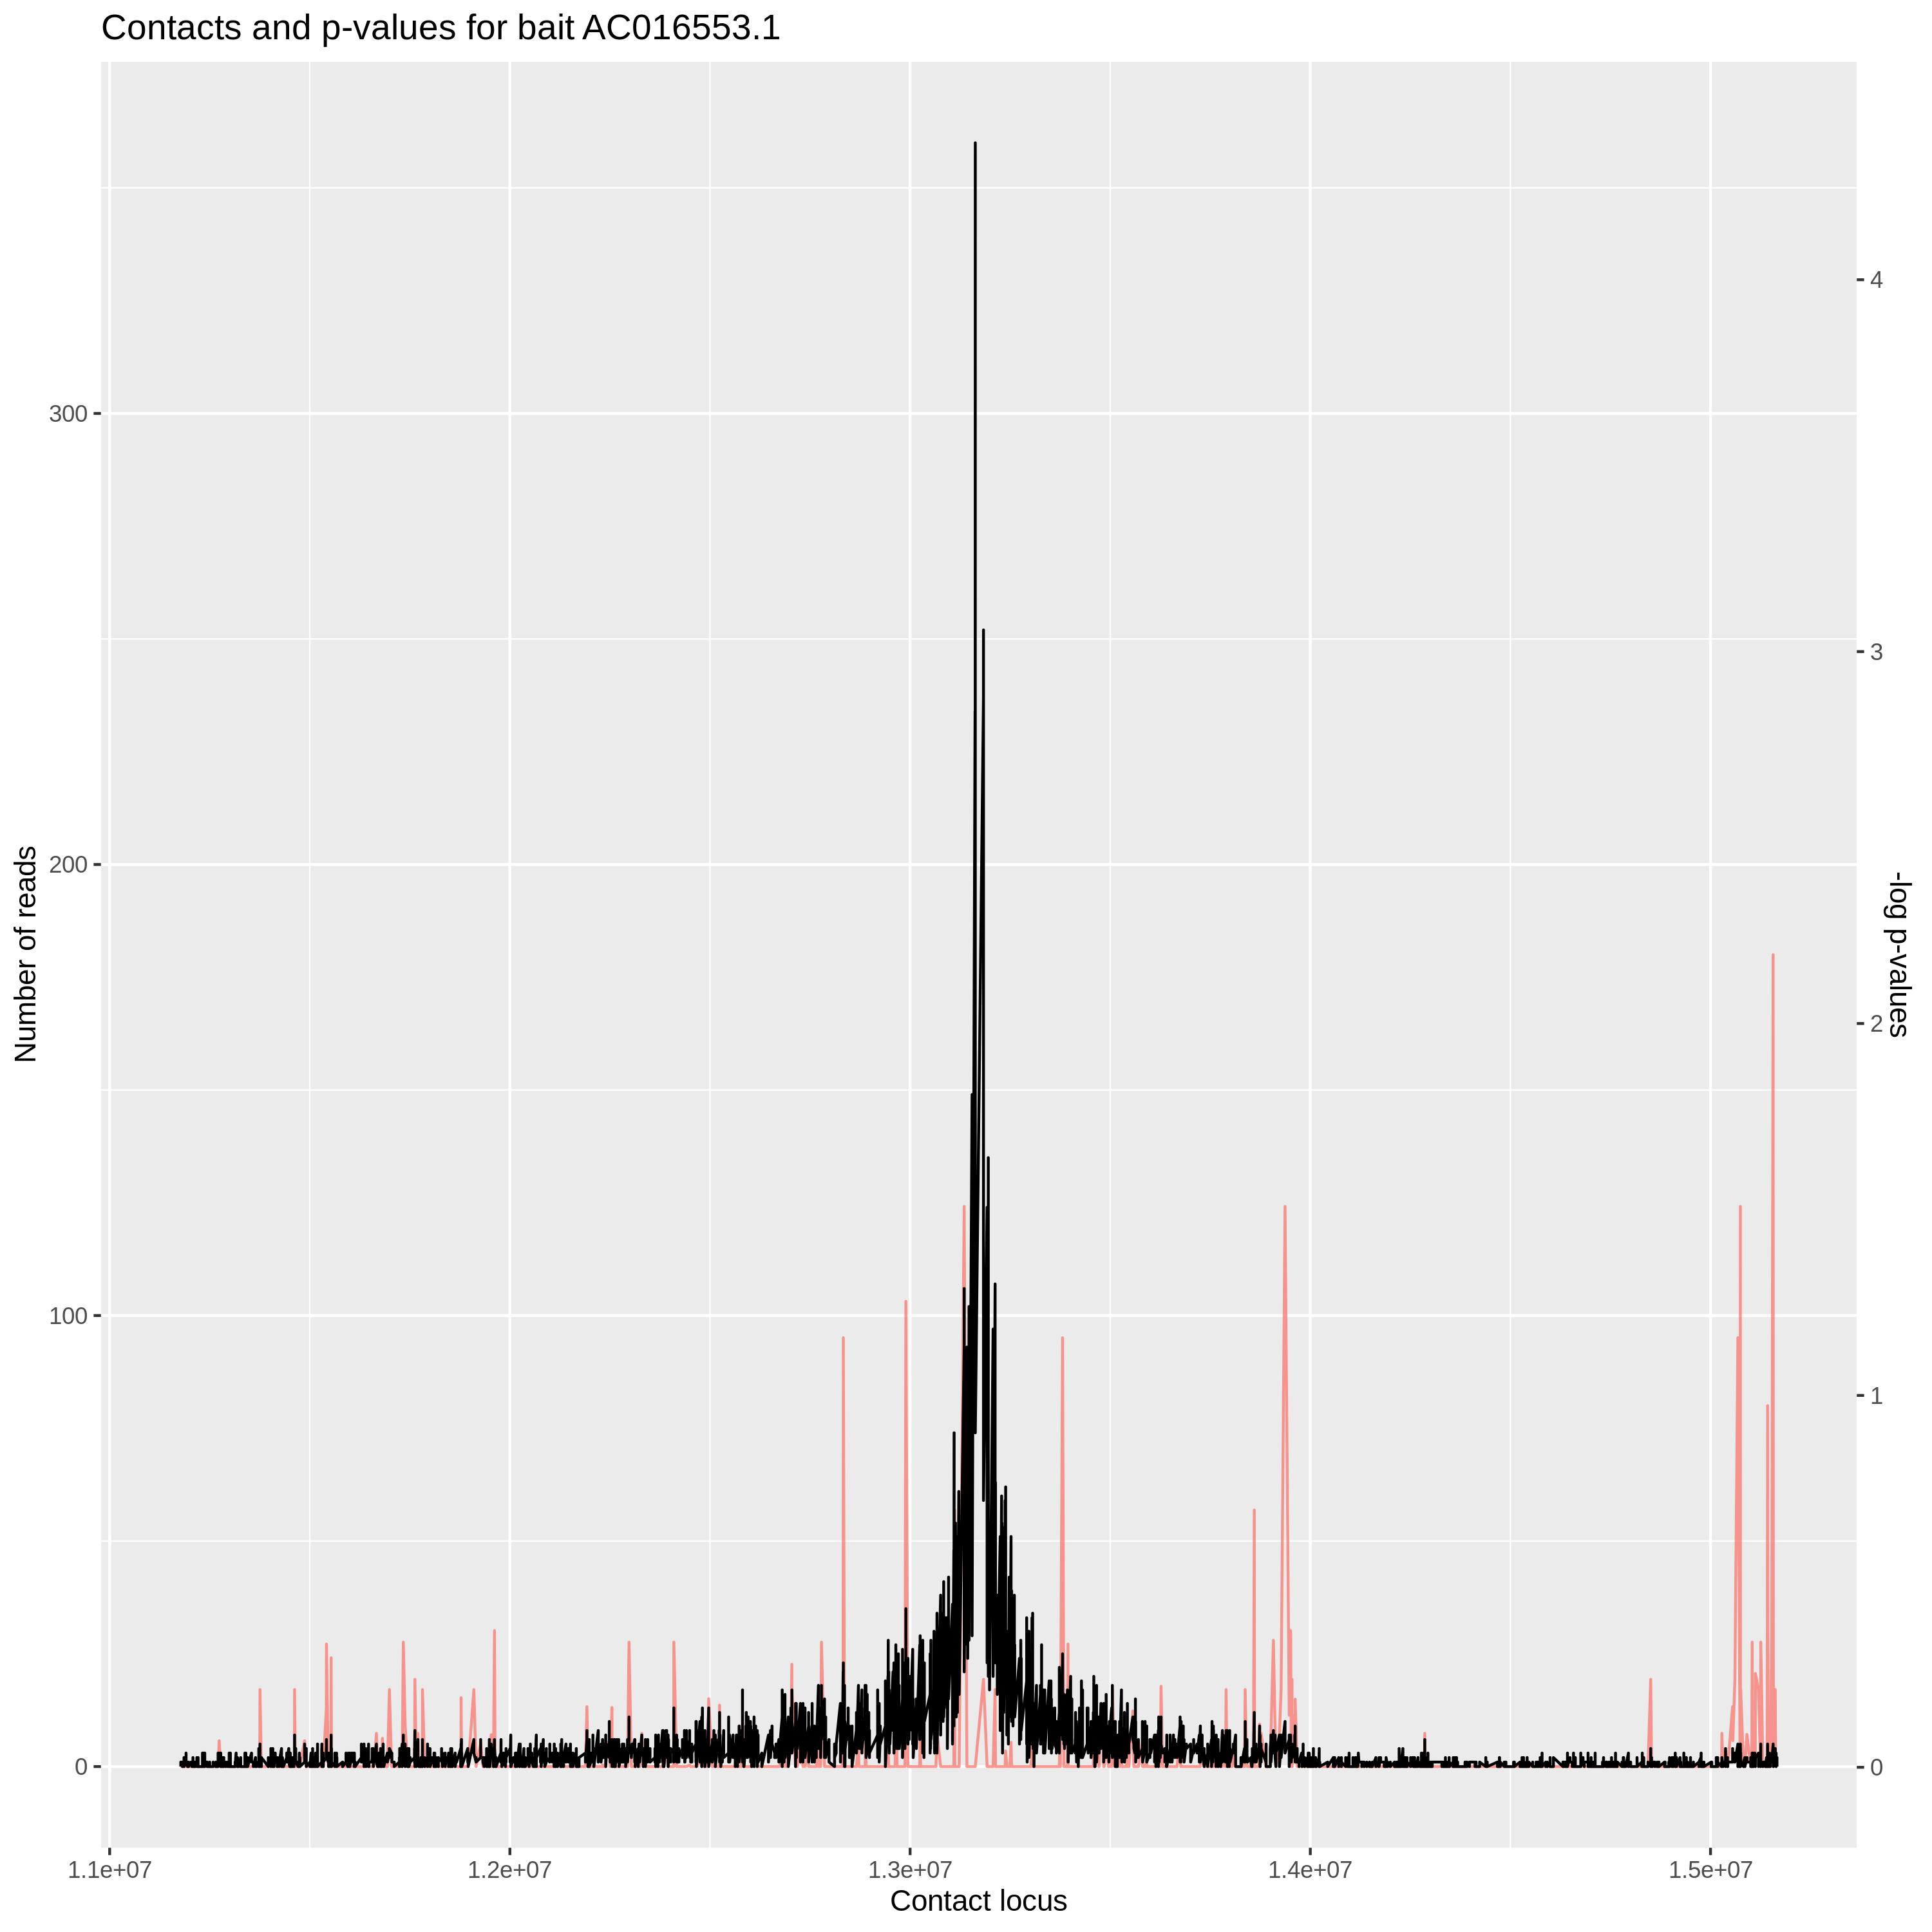 Contacts and p-values for bait AC016553.1
300
200
100
0
Number of reads
4
3
2
1
0
-log p-values
1.1e+07
1.2e+07
1.3e+07
1.4e+07
1.5e+07
Contact locus